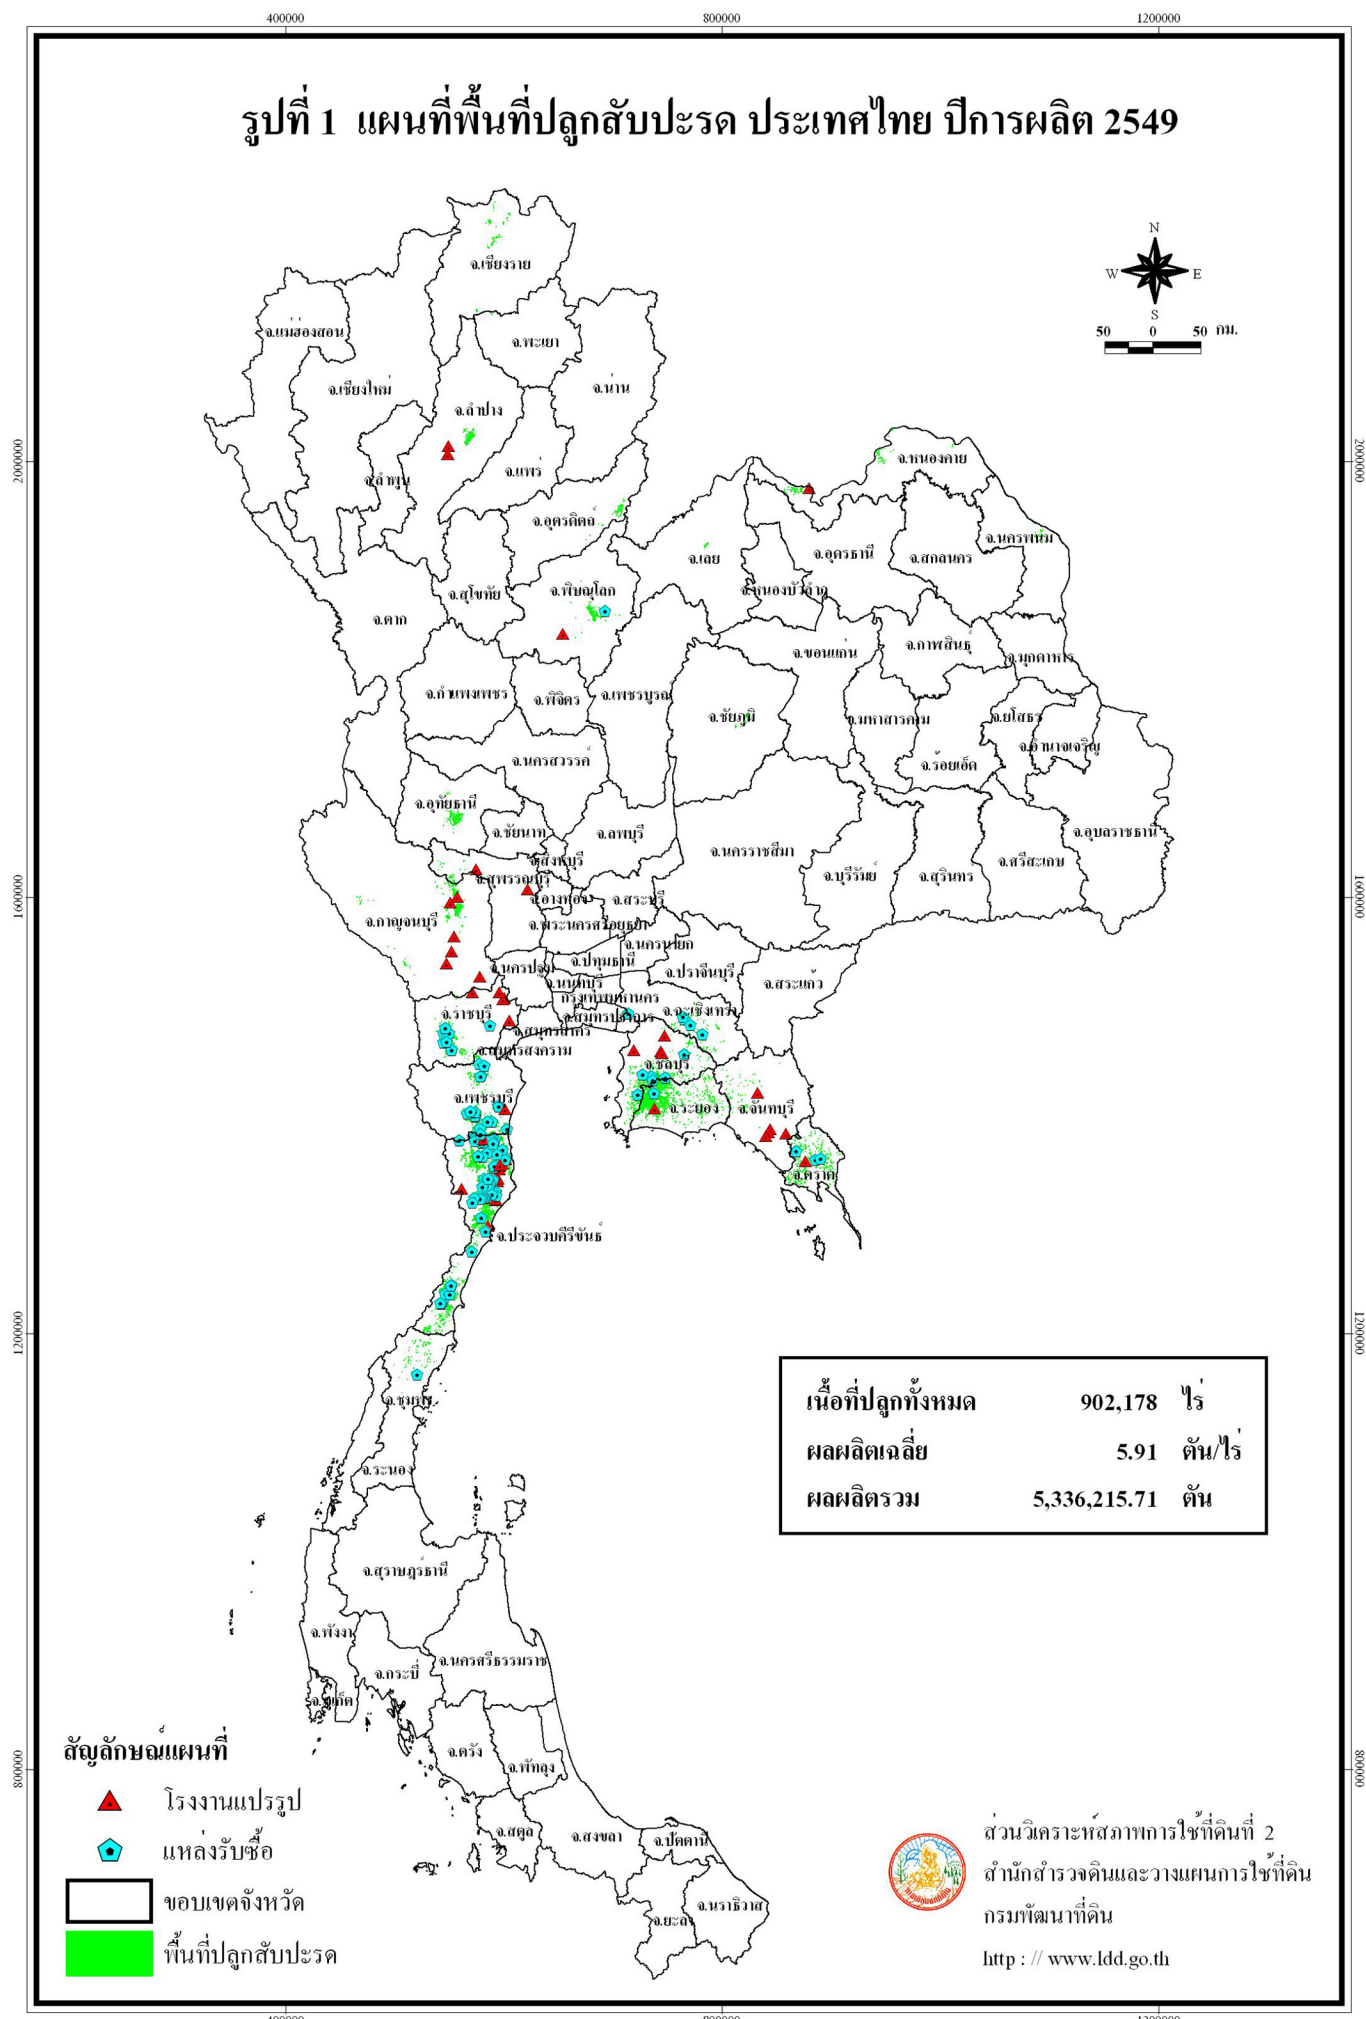 400000 800000 1200000
รูปที่ 1 แผนที่พื้นที่ปลูกสับปะรด ประเทศไทย ปีการผลิต 2549
N
W E
S
50 0 50 กม.
จ.เชียงราย
จ.แม่ฮ่องสอน
จ.พะเยา
จ.เชียงใหม่
จ.น่าน
จ.ลำปาง
จ.หนองคาย
2000000 2000000
จ.แพร่
จ.ลำพูน
จ.อุตรดิตถ์
จ.อุดรธานี
จ.นครพนม
จ.เลย
จ.สกลนคร
จ.สุโขทัย
จ.พิษณุโลก
จ.หนองบัวลำภู
จ.ตาก
จ.ขอนแก่น
จ.กาฬสินธุ์
จ.มุกดาหาร
จ.กำแพงเพชร
จ.พิจิตร
จ.เพชรบูรณ์
จ.ชัยภูมิ
จ.มหาสารคาม
จ.ยโสธร
จ.อำนาจเจริญ
จ.นครสวรรค์
จ.ร้อยเอ็ด
จ.อุทัยธานี
จ.ชัยนาท
จ.ลพบุรี
จ.อุบลราชธานี
จ.นครราชสีมา
จ.สิงห์บุรี
จ.ศรีสะเกษ
จ.สุพรรณบุรี
จ.บุรีรัมย์
จ.สุรินทร์
1600000 1600000
จ.อ่างทอง
จ.สระบุรี
จ.กาญจนบุรี
จ.พระนครศรีอยุธยา
จ.นครนายก
จ.ปทุมธานี
จ.นครปฐม
จ.ปราจีนบุรี
จ.นนทบุรี
จ.สระแก้ว
กรุงเทพมหานคร
จ.ราชบุรี
จ.ฉะเชิงเทรา
จ.สมุทรปราการ
จ.สมุทรสาคร
จ.สมุทรสงคราม
จ.ชลบุรี
จ.เพชรบุรี
จ.ระยอง
จ.จันทบุรี
จ.ตราด
จ.ประจวบคีรีขันธ์
1200000 1200000
จ.ชุมพร
เนื้อที่ปลูกทั้งหมด 902,178 ไร่
ผลผลิตเฉลี่ย 5.91 ตัน/ไร่
ผลผลิตรวม 5,336,215.71 ตัน
จ.ระนอง
จ.สุราษฎร์ธานี
จ.พังงา
จ.นครศรีธรรมราช
จ.กระบี่
จ.ภูเก็ต
จ.ตรัง
จ.พัทลุง
800000 800000
จ.สตูล
จ.สงขลา
จ.ปัตตานี
จ.นราธิวาส
จ.ยะลา
สัญลักษณ์แผนที่
โรงงานแปรรูป
แหล่งรับซื้อ
ขอบเขตจังหวัด
พื้นที่ปลูกสับปะรด
ส่วนวิเคราะห์สภาพการใช้ที่ดินที่ 2
สำนักสำรวจดินและวางแผนการใช้ที่ดิน
กรมพัฒนาที่ดิน
http : // www.ldd.go.th
400000 800000 1200000